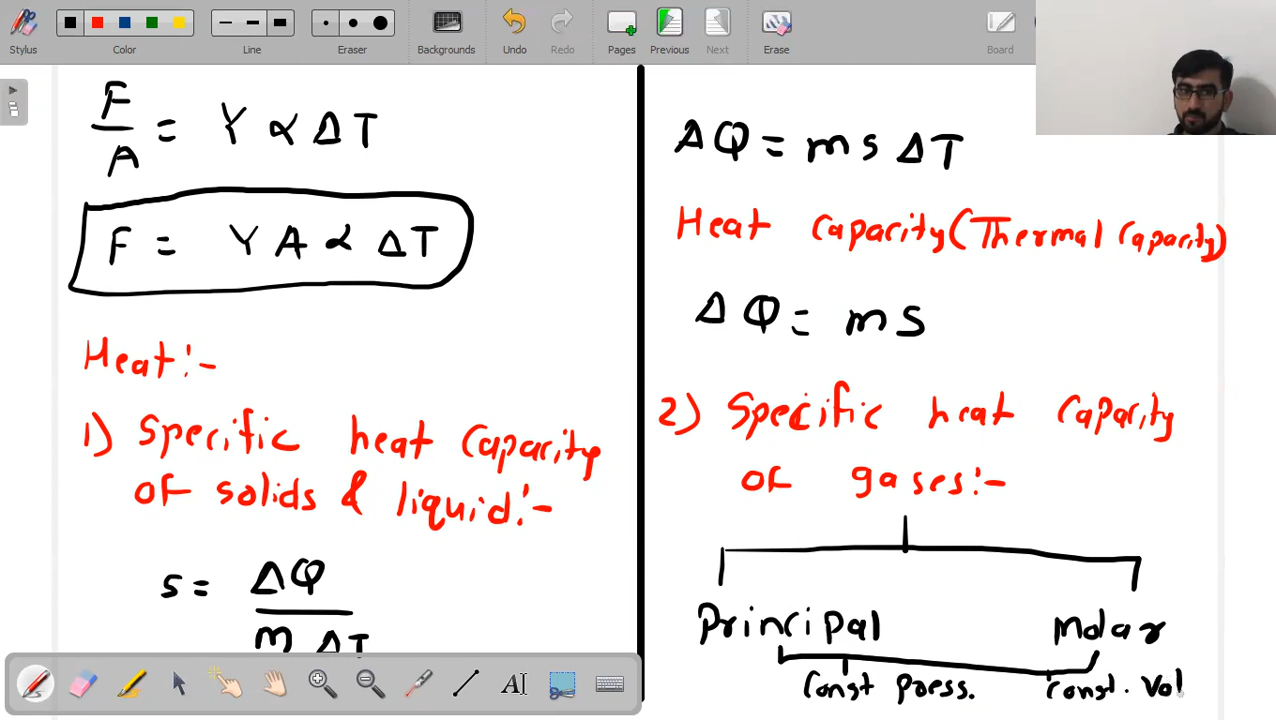 Stylus Color Line Eraser Backgrounds Undo Redo Pages Previous Next Erase Board
F/A = Y α ΔT
F = Y A α ΔT
Heat:-
1) Specific heat capacity
of solids & liquid:-
s = ΔQ / m ΔT
ΔQ = ms ΔT
Heat capacity (Thermal capacity)
ΔQ = ms
2) Specific heat capacity
of gases:-
Principal Molar
Const press. Const. Vol